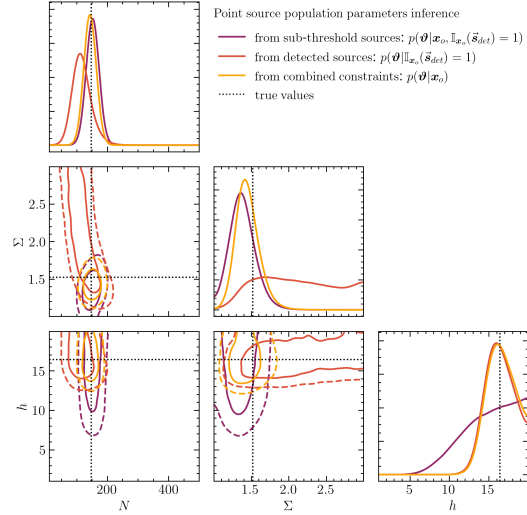 Point source population parameters inference
from sub-threshold sources: p(ϑ|x_o, 𝕀_{x_o}(s⃗_{det}) = 1)
from detected sources: p(ϑ|𝕀_{x_o}(s⃗_{det}) = 1)
from combined constraints: p(ϑ|x_o)
true values
2.5
2.0
1.5
Σ
15
10
5
h
200 400
N
1.5 2.0 2.5
Σ
5 10 15
h